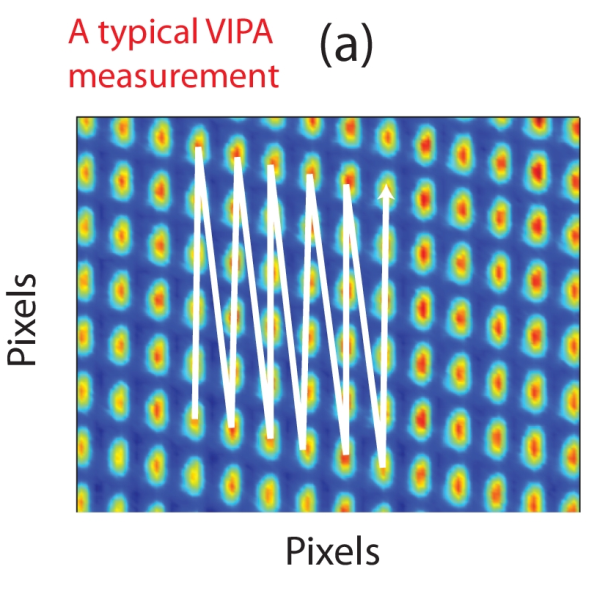 A typical VIPA
measurement
(a)
Pixels
Pixels